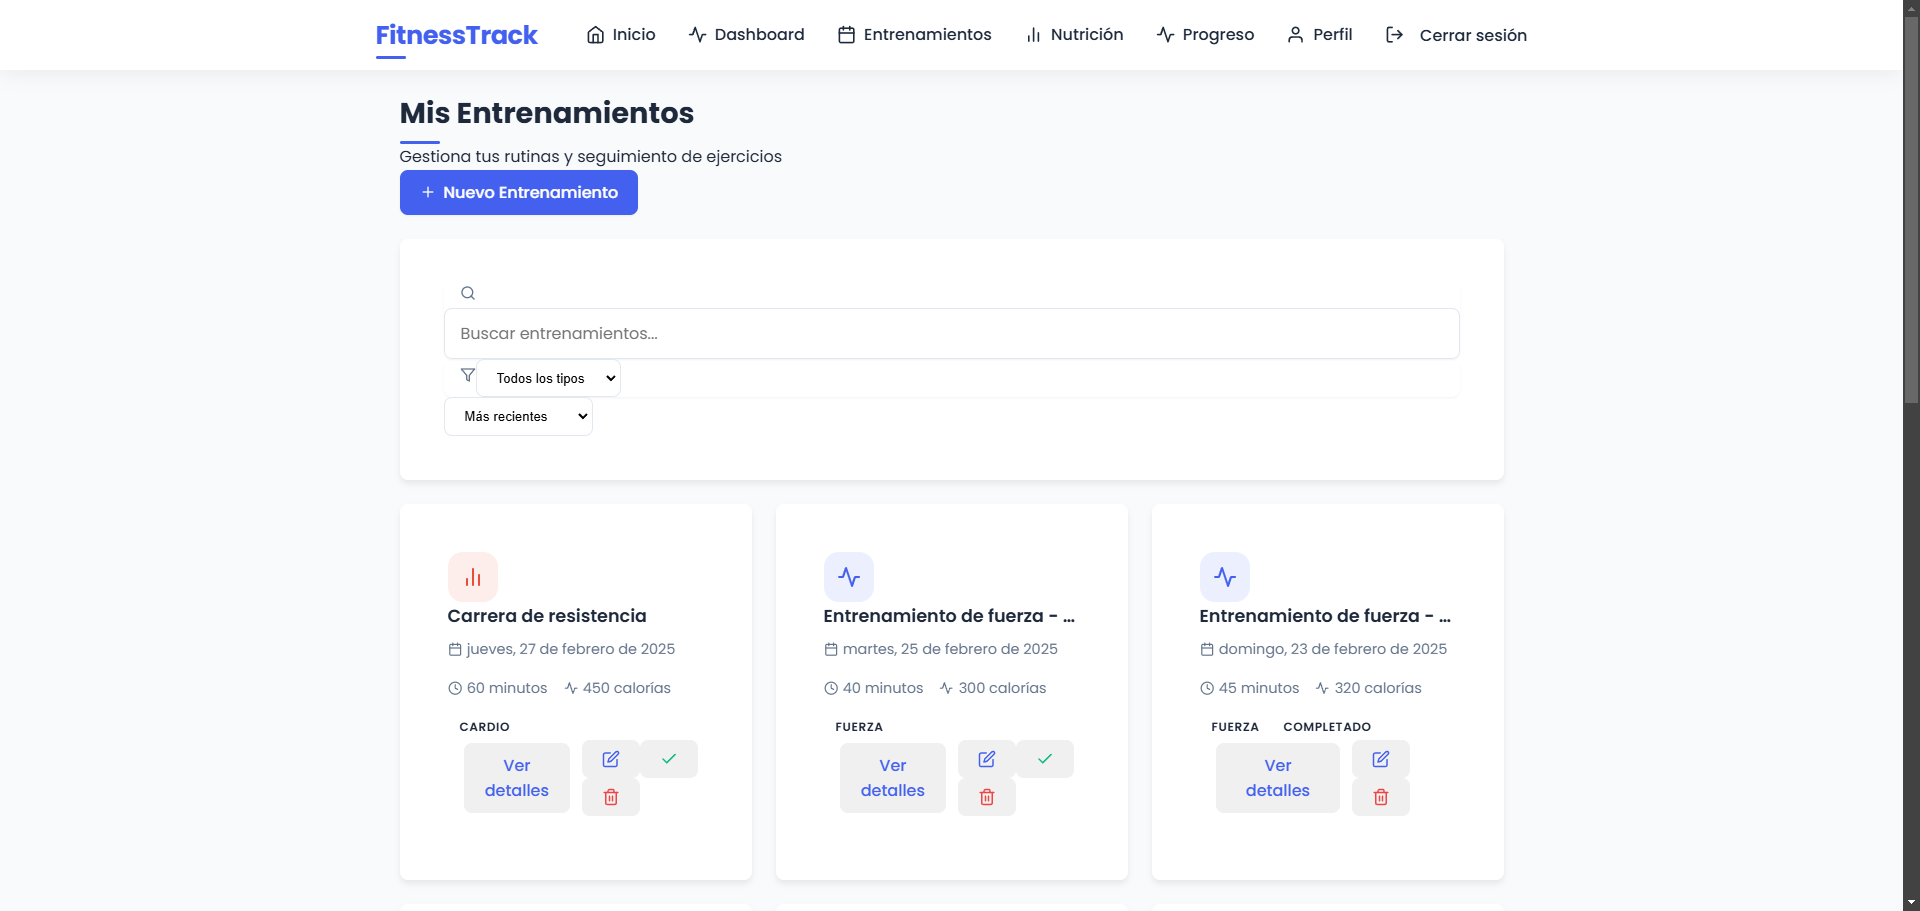 FitnessTrack
Inicio
Dashboard
Entrenamientos
Nutrición
Progreso
Perfil
Cerrar sesión
Mis Entrenamientos
Gestiona tus rutinas y seguimiento de ejercicios
+ Nuevo Entrenamiento
Buscar entrenamientos...
Todos los tipos
Más recientes
Carrera de resistencia
jueves, 27 de febrero de 2025
60 minutos 450 calorías
CARDIO
Ver
detalles
Entrenamiento de fuerza - ...
martes, 25 de febrero de 2025
40 minutos 300 calorías
FUERZA
Ver
detalles
Entrenamiento de fuerza - ...
domingo, 23 de febrero de 2025
45 minutos 320 calorías
FUERZA COMPLETADO
Ver
detalles